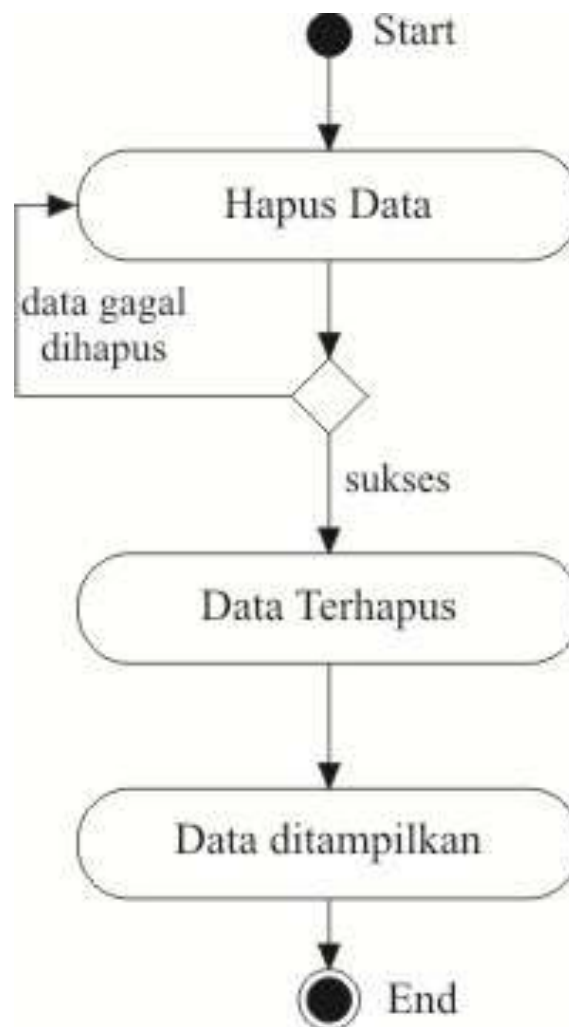 Start
Hapus Data
data gagal
dihapus
sukses
Data Terhapus
Data ditampilkan
End